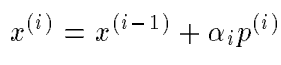 x^{(i)} = x^{(i-1)} + α_i p^{(i)}